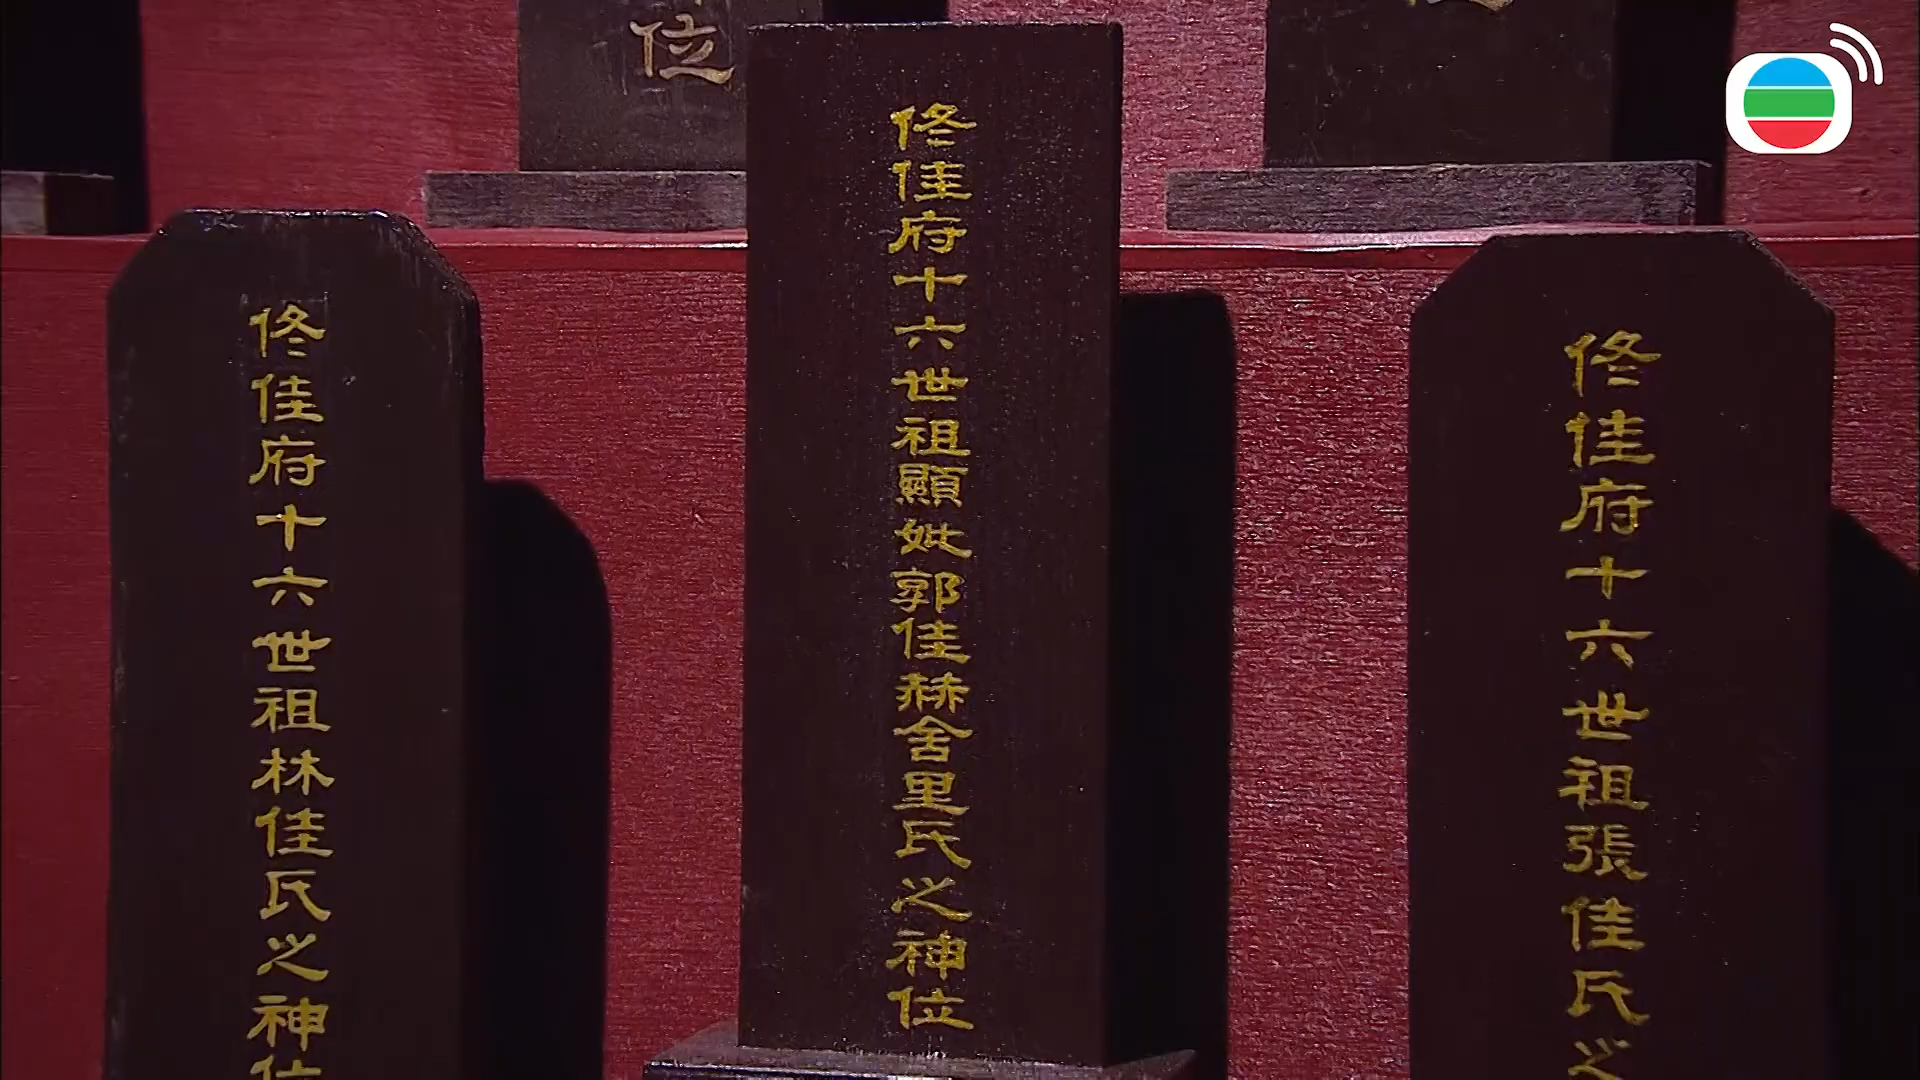 位
佟佳府十六世祖張佳氏之
佟佳府十六世祖顯妣郭佳赫舍里氏之神位
佟佳府十六世祖林佳氏之神位